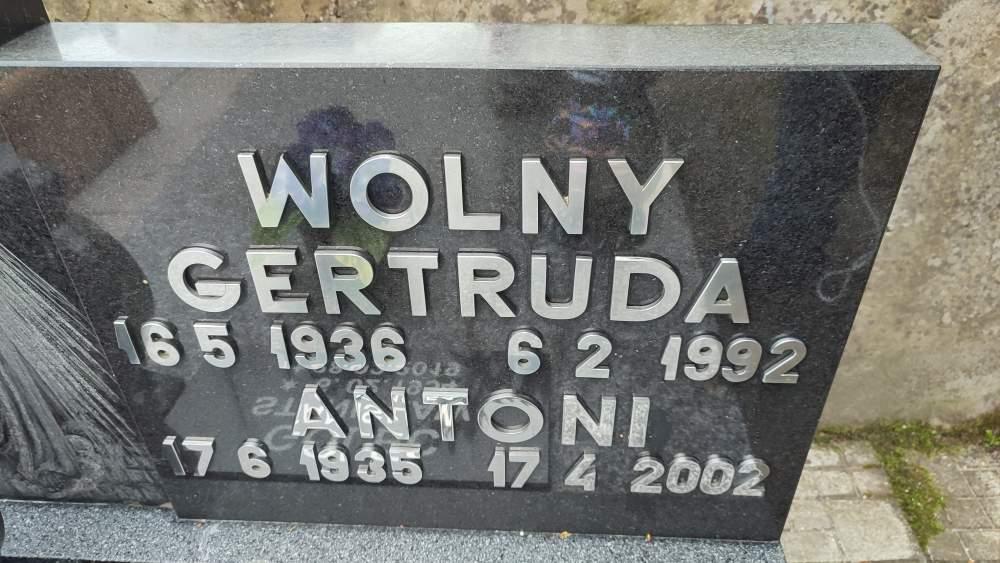 WOLNY
GERTRUDA
16 5 1936 6 2 1992
ANTONI
17 6 1935 17 4 2002